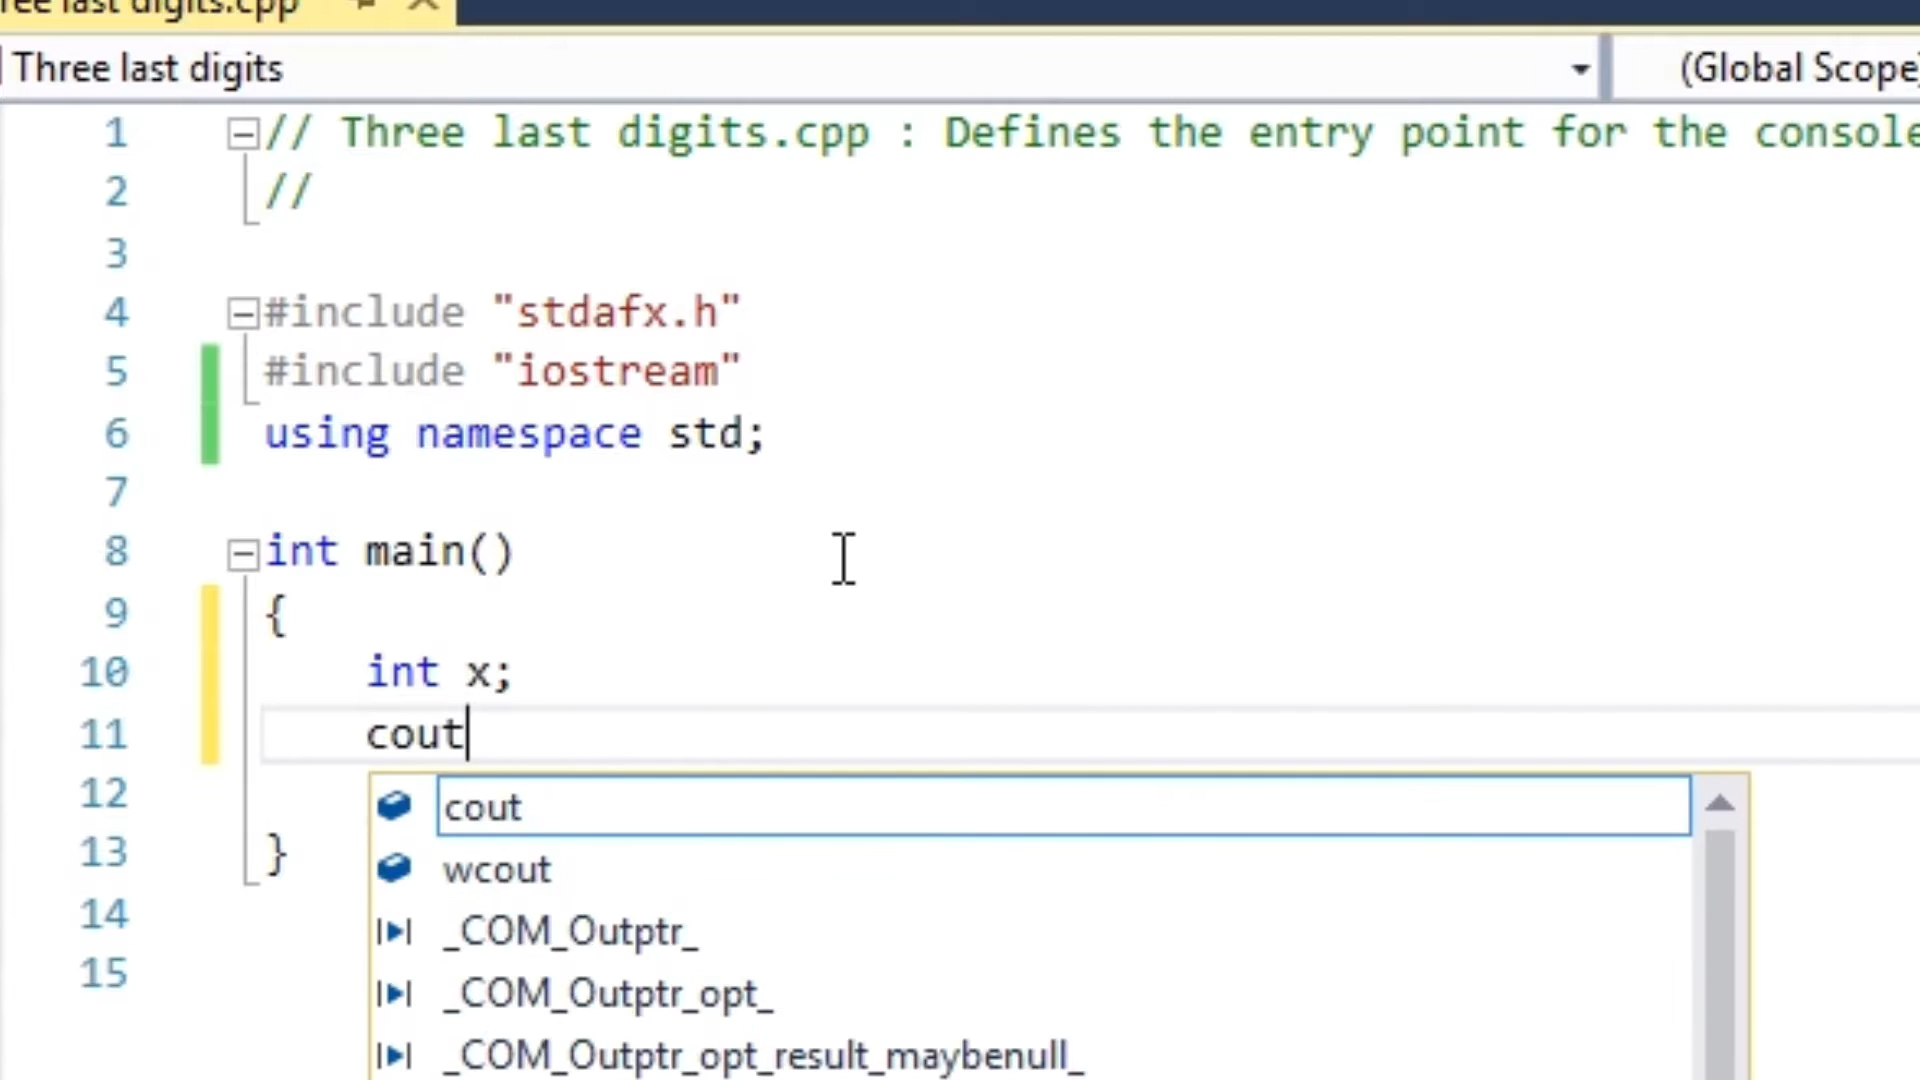 ree last digits.cpp
Three last digits (Global Scope)
1 // Three last digits.cpp : Defines the entry point for the console
2 //
3
4 #include "stdafx.h"
5 #include "iostream"
6 using namespace std;
7
8 int main()
9 {
10 int x;
11 cout
12 cout
wcout
13 }
14 _COM_Outptr_
15 _COM_Outptr_opt_
_COM_Outptr_opt_result_maybenull_